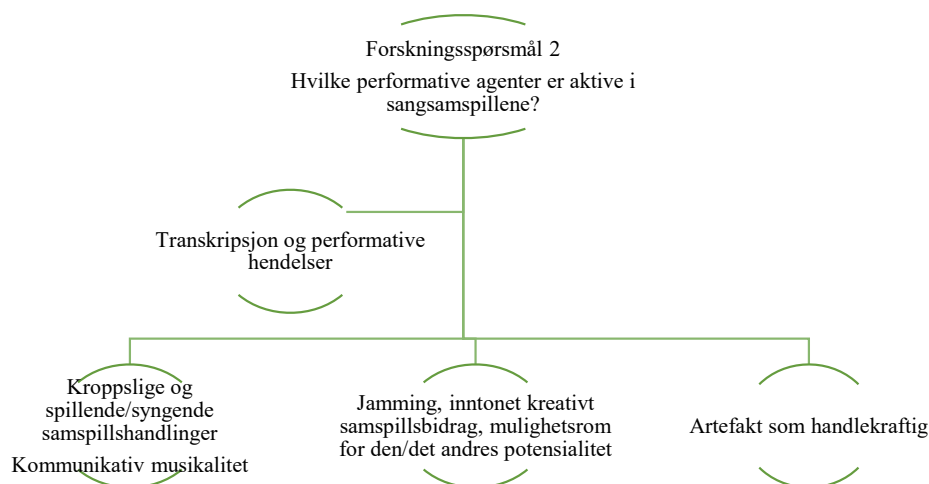 Forskningsspørsmål 2
Hvilke performative agenter er aktive i
sangsamspillene?
Transkripsjon og performative
hendelser
Kroppslige og
spillende/syngende
samspillshandlinger
Kommunikativ musikalitet
Jamming, inntonet kreativt
samspillsbidrag, mulighetsrom
for den/det andres potensialitet
Artefakt som handlekraftig